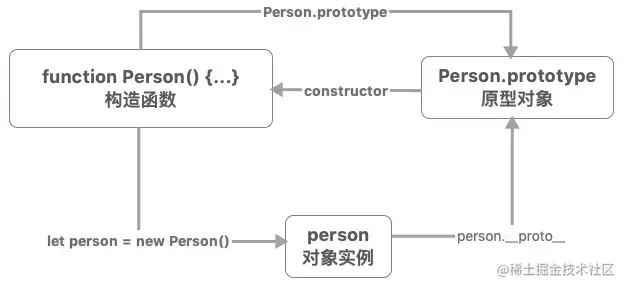 Person.prototype
function Person() {...}
构造函数
constructor
Person.prototype
原型对象
let person = new Person()
person
对象实例
person.__proto__
@稀土掘金技术社区